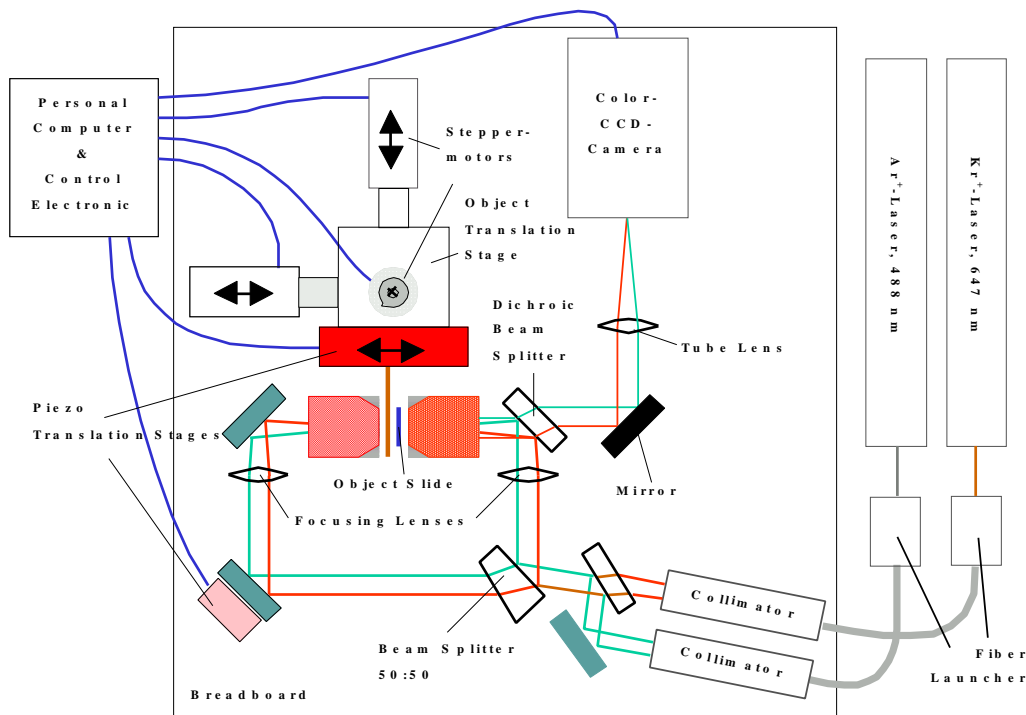 Personal
Computer
&
Control
Electronic
Stepper-
motors
Object
Translation
Stage
Color-
CCD-
Camera
Ar+-Laser, 488 nm
Kr+-Laser, 647 nm
Dichroic
Beam
Splitter
Tube Lens
Piezo
Translation Stages
Object Slide
Mirror
Focusing Lenses
Collimator
Collimator
Beam Splitter
50:50
Fiber
Launcher
Breadboard